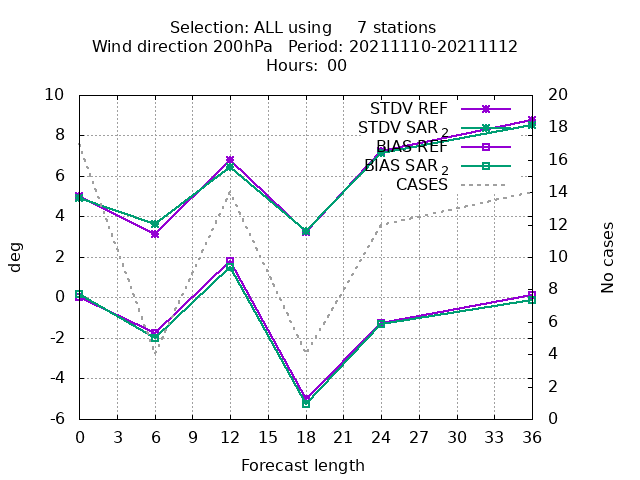 Selection: ALL using 7 stations
Wind direction 200hPa Period: 20211110-20211112
Hours: 00
10
8
6
4
2
0
-2
-4
-6
deg
STDV REF
STDV SAR 2
BIAS REF
BIAS SAR 2
CASES
20
18
16
14
12
10
8
6
4
2
0
No cases
0 3 6 9 12 15 18 21 24 27 30 33 36
Forecast length